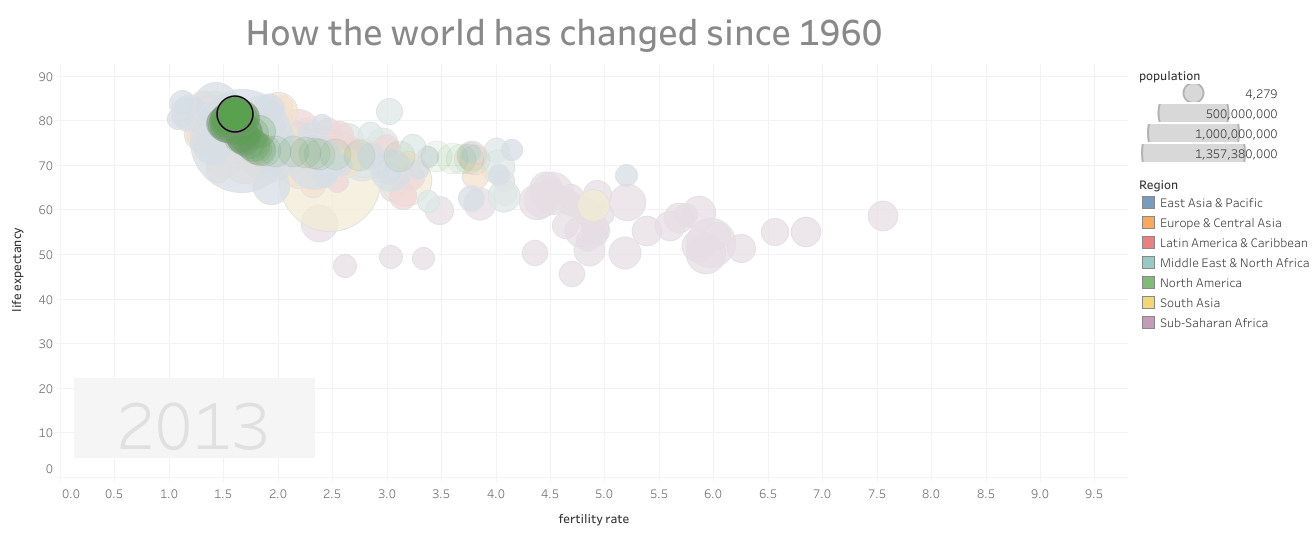 How the world has changed since 1960
population
4,279
500,000,000
1,000,000,000
1,357,380,000
Region
East Asia & Pacific
Europe & Central Asia
Latin America & Caribbean
Middle East & North Africa
North America
South Asia
Sub-Saharan Africa
life expectancy
90
80
70
60
50
40
30
20
10
0
2013
0.0 0.5 1.0 1.5 2.0 2.5 3.0 3.5 4.0 4.5 5.0 5.5 6.0 6.5 7.0 7.5 8.0 8.5 9.0 9.5
fertility rate